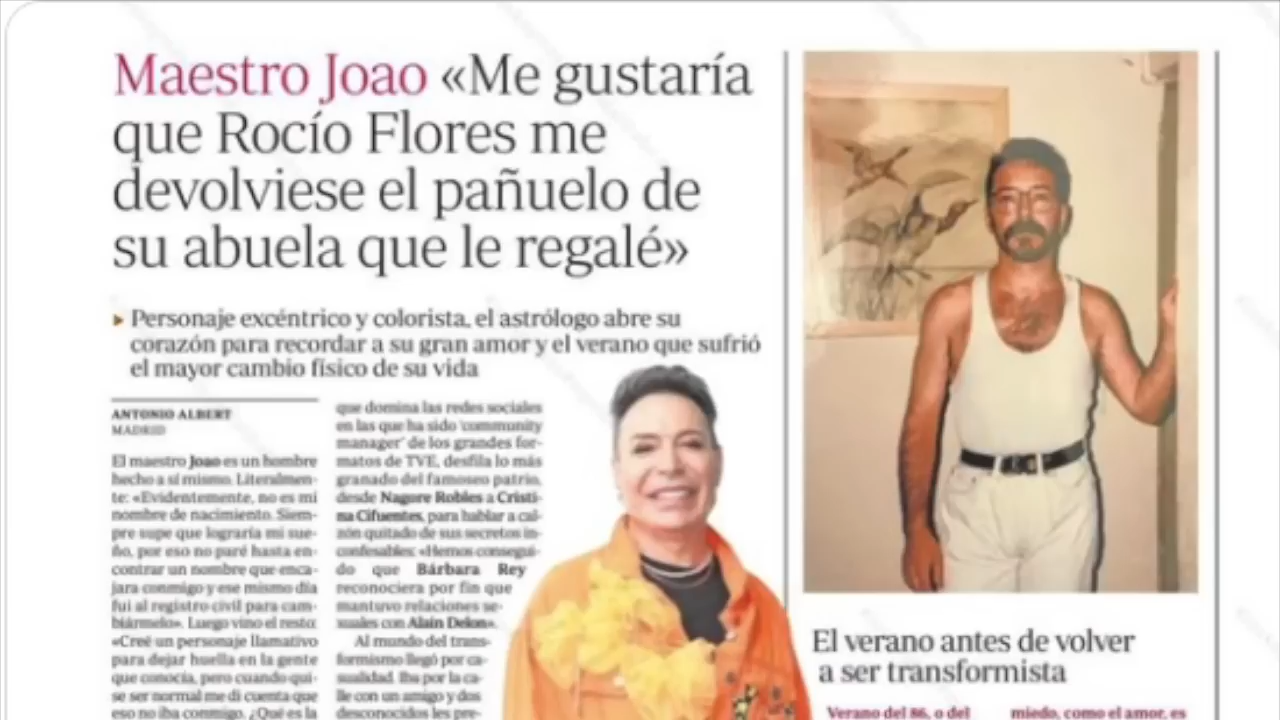 Maestro Joao «Me gustaría
que Rocío Flores me
devolviese el pañuelo de
su abuela que le regalé»
Personaje excéntrico y colorista, el astrólogo abre su
corazón para recordar a su gran amor y el verano que sufrió
el mayor cambio físico de su vida
ANTONIO ALBERT
MADRID
El maestro Joao es un hombre
hecho a sí mismo. Literalmen-
te: «Evidentemente, no es mi
nombre de nacimiento. Siem-
pre supe que lograría mi sue-
ño, por eso no paré hasta en-
contrar un nombre que enca-
jara conmigo y ese mismo día
fui al registro civil para cam-
biármelo». Luego vino el resto:
«Creé un personaje llamativo
para dejar huella en la gente
que conocía, pero cuando qui-
se ser normal me di cuenta que
eso no iba conmigo. ¿Qué es la
que domina las redes sociales
en las que ha sido 'community
manager' de los grandes for-
matos de TVE, desfila lo más
granado del famoseo patrio,
desde Nagore Robles a Cristi-
na Cifuentes, para hablar a cal-
zón quitado de sus secretos in-
confesables: «Hemos consegui-
do que Bárbara Rey
reconociera por fin que
mantuvo relaciones se-
xuales con Alain Delon».
Al mundo del trans-
formismo llegó por ca-
sualidad. Iba por la ca-
lle con un amigo y dos
desconocidos les pre-
El verano antes de volver
a ser transformista
Verano del 86, o del
miedo, como el amor, es